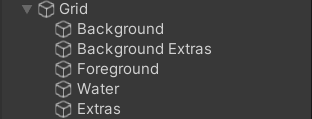 Grid
Background
Background Extras
Foreground
Water
Extras